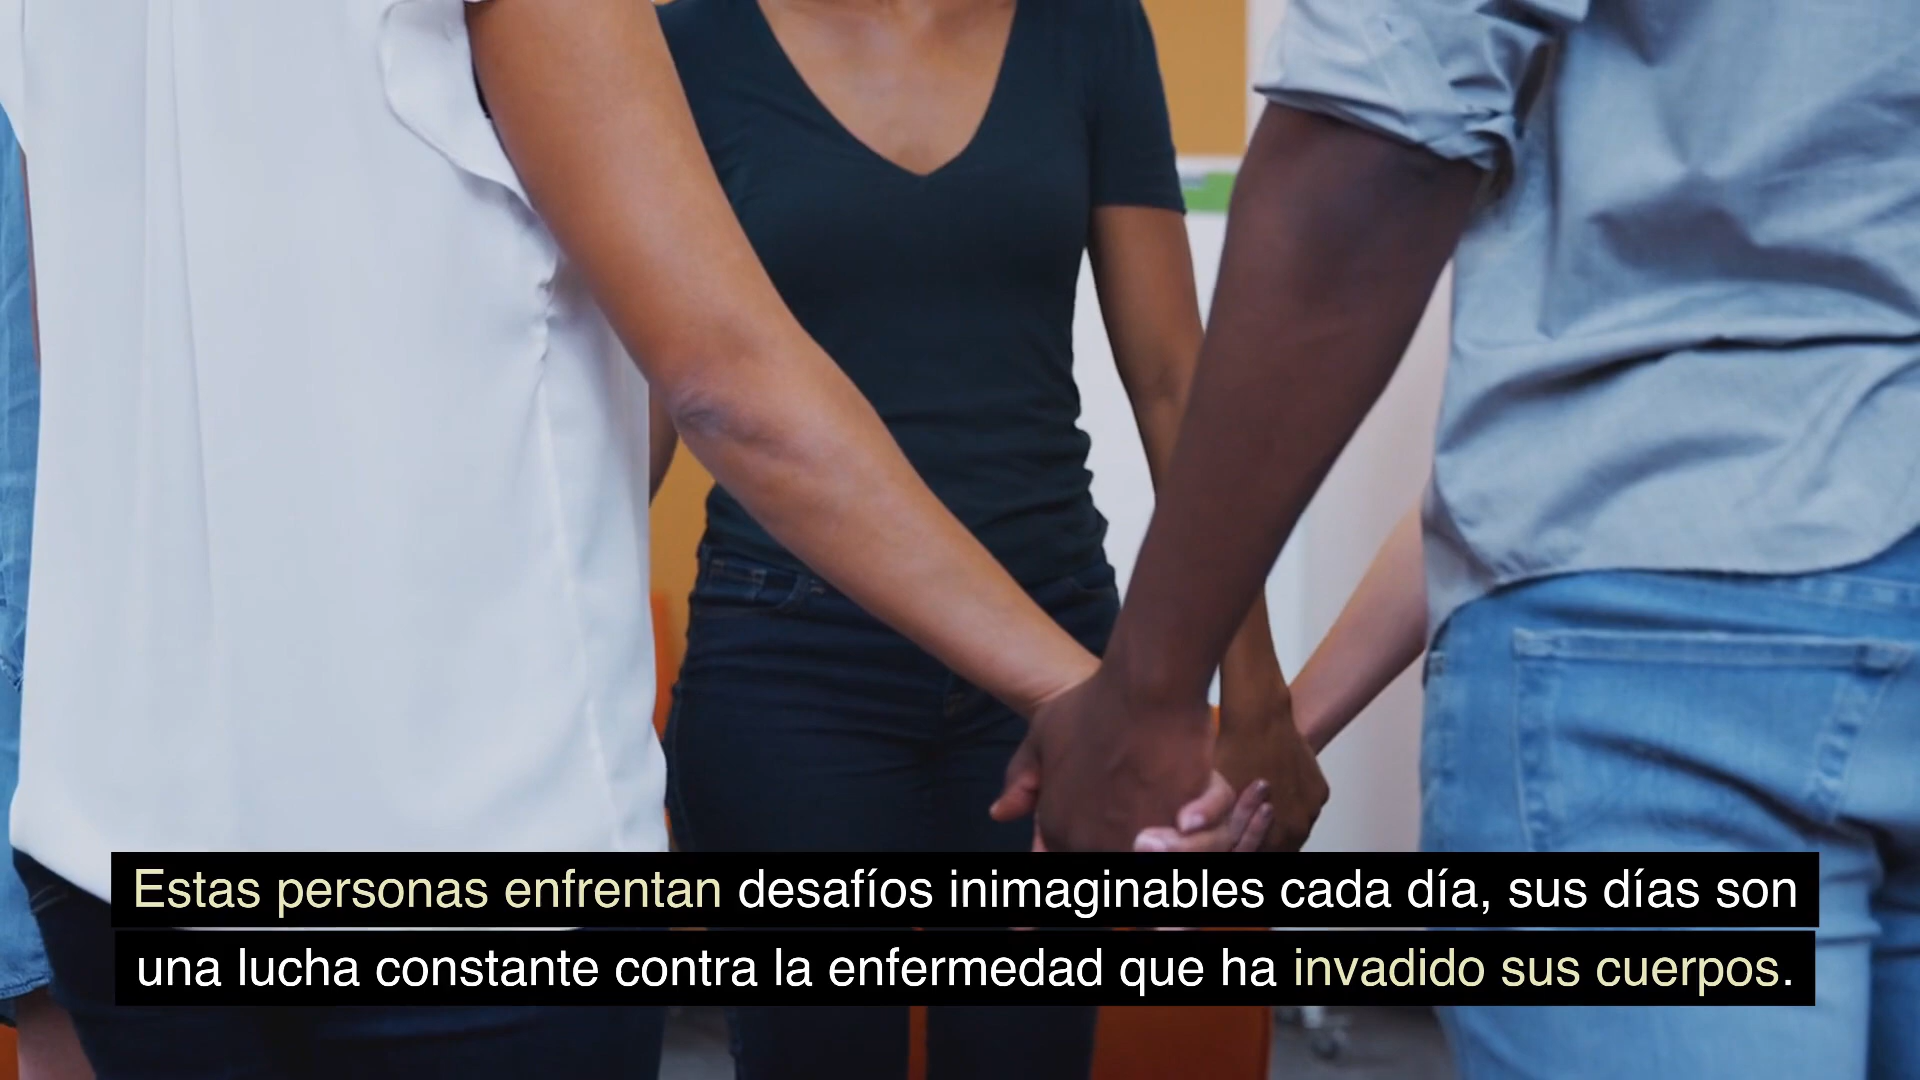 Estas personas enfrentan desafíos inimaginables cada día, sus días son
una lucha constante contra la enfermedad que ha invadido sus cuerpos.